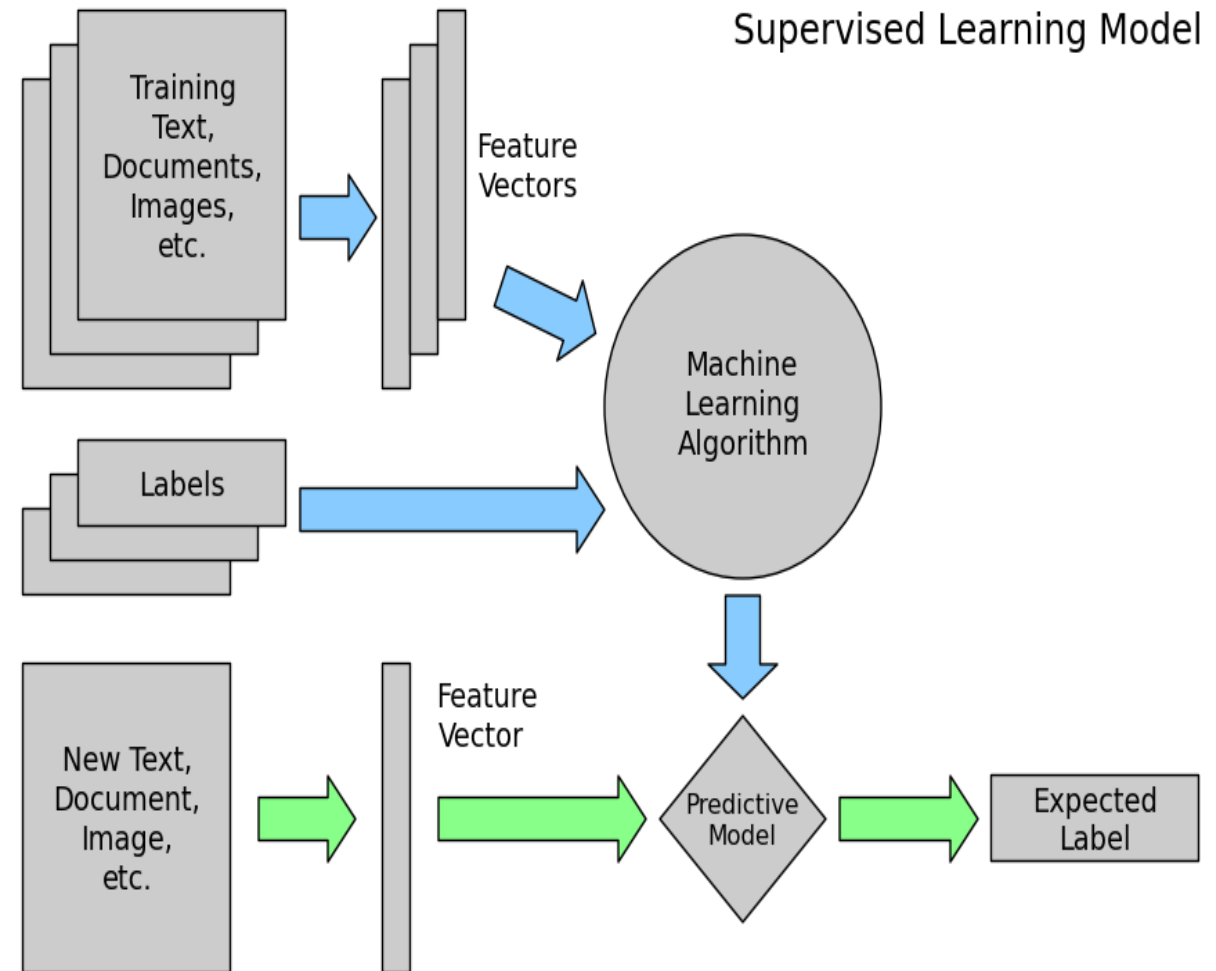 Supervised Learning Model
Training
Text,
Documents,
Images,
etc.
Feature
Vectors
Machine
Learning
Algorithm
Labels
New Text,
Document,
Image,
etc.
Feature
Vector
Predictive
Model
Expected
Label